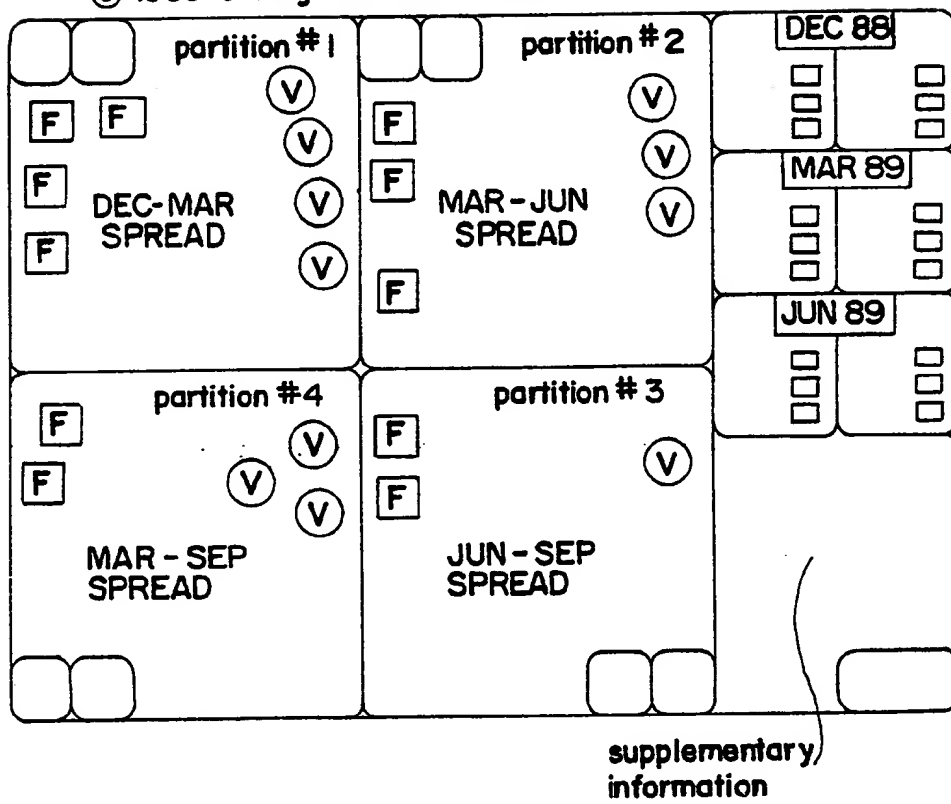 partition #1
F F
F
F
V
V
V
V
DEC-MAR
SPREAD
partition #2
F
F
F
V
V
V
MAR-JUN
SPREAD
DEC 88
MAR 89
JUN 89
partition #4
F
F
V
V
V
MAR-SEP
SPREAD
partition #3
F
F
V
JUN-SEP
SPREAD
supplementary
information